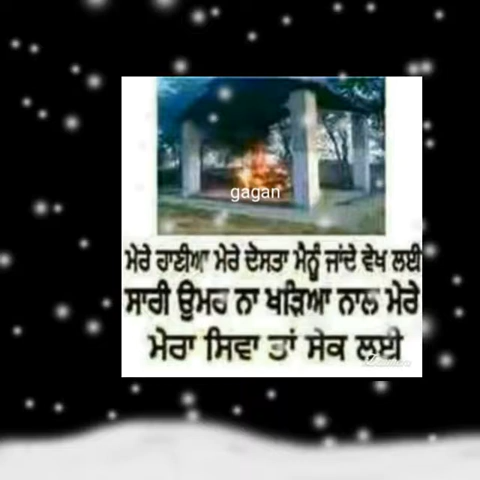 gagan
ਮੇਰੇ ਹਾਣੀਆ ਮੇਰੇ ਦੋਸਤਾ ਮੈਨੂੰ ਜਾਂਦੇ ਵੇਖ ਲਈ
ਸਾਰੀ ਉਮਰ ਨਾ ਖੜਿਆ ਨਾਲ ਮੇਰੇ
ਮੇਰਾ ਸਿਵਾ ਤਾਂ ਸੇਕ ਲਈ